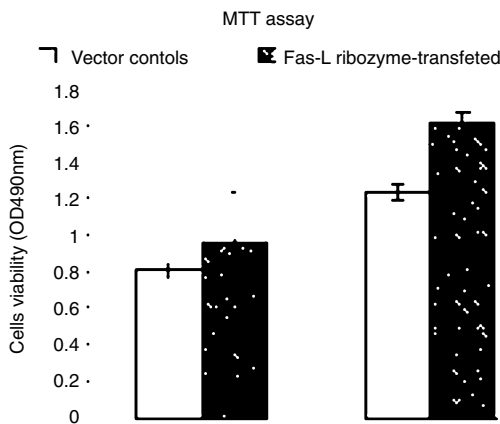 MTT assay
Vector contols
Fas-L ribozyme-transfeted
Cells viability (OD490nm)
1.8
1.6
1.4
1.2
1
0.8
0.6
0.4
0.2
0